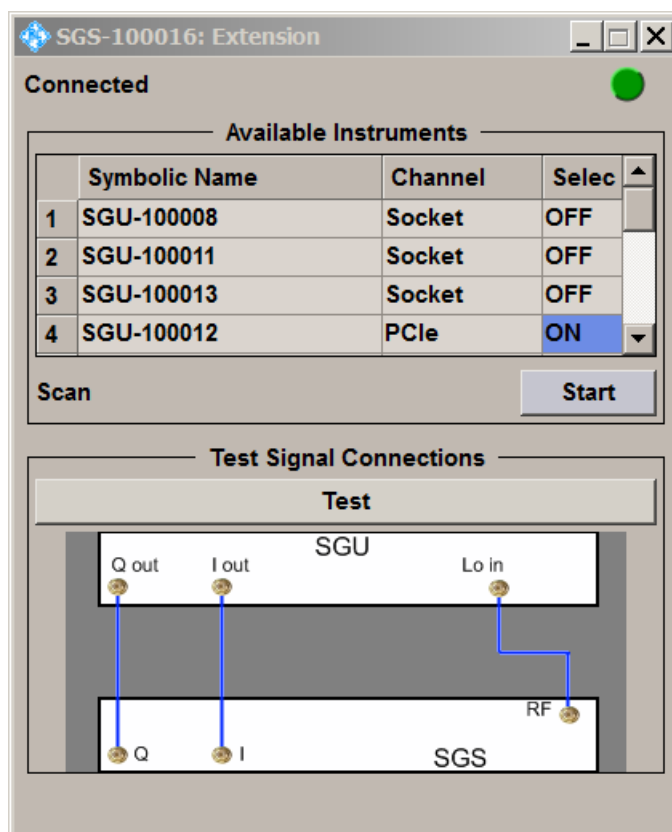 SGS-100016: Extension
Connected
Available Instruments
Symbolic Name Channel Selec
1 SGU-100008 Socket OFF
2 SGU-100011 Socket OFF
3 SGU-100013 Socket OFF
4 SGU-100012 PCIe ON
Scan Start
Test Signal Connections
Test
SGU
Q out I out Lo in
RF
Q I SGS